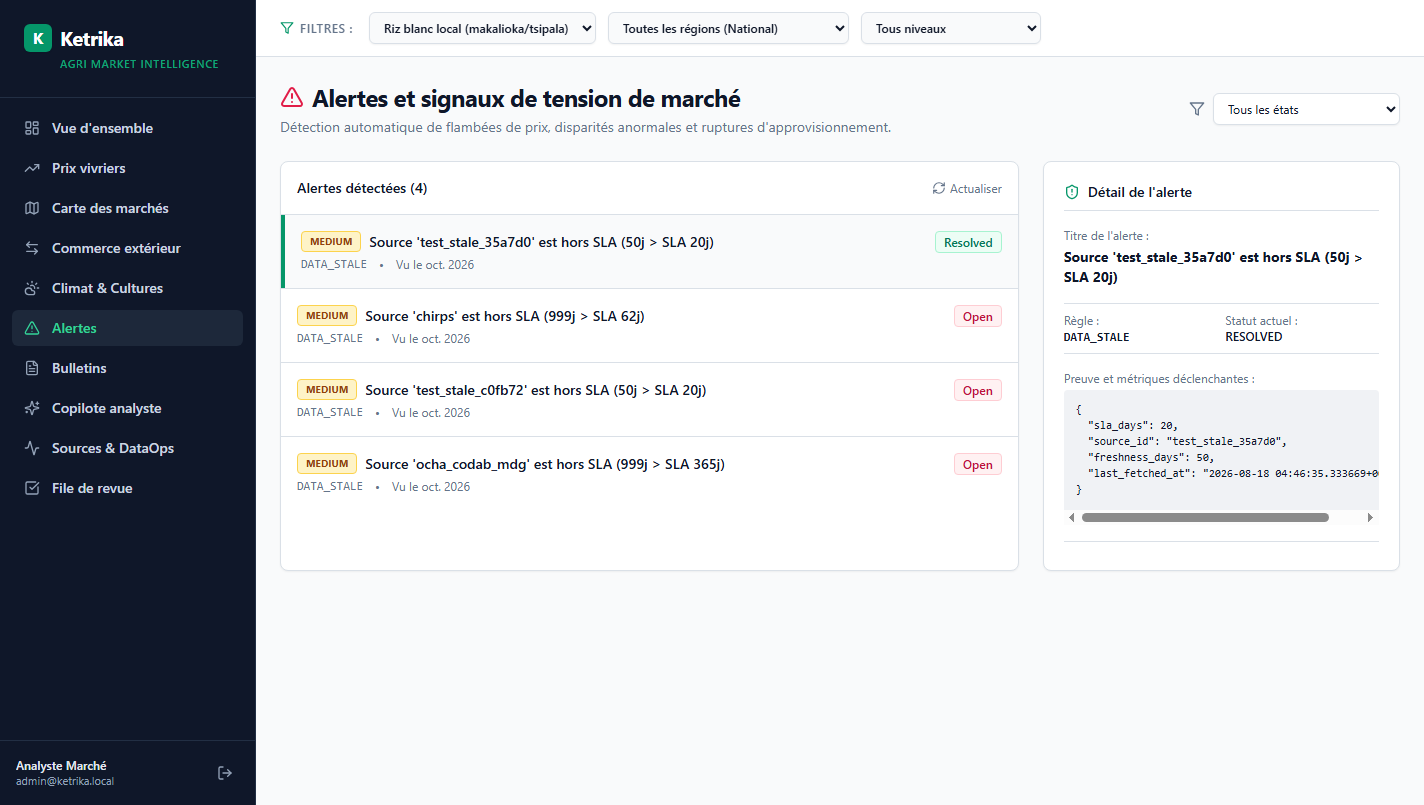 K Ketrika
AGRI MARKET INTELLIGENCE
Vue d'ensemble
Prix vivriers
Carte des marchés
Commerce extérieur
Climat & Cultures
Alertes
Bulletins
Copilote analyste
Sources & DataOps
File de revue
Analyste Marché
admin@ketrika.local
FILTRES :
Riz blanc local (makalioka/tsipala)
Toutes les régions (National)
Tous niveaux
Alertes et signaux de tension de marché
Détection automatique de flambées de prix, disparités anormales et ruptures d'approvisionnement.
Tous les états
Alertes détectées (4)
Actualiser
MEDIUM Source 'test_stale_35a7d0' est hors SLA (50j > SLA 20j)
Resolved
DATA_STALE • Vu le oct. 2026
MEDIUM Source 'chirps' est hors SLA (999j > SLA 62j)
Open
DATA_STALE • Vu le oct. 2026
MEDIUM Source 'test_stale_c0fb72' est hors SLA (50j > SLA 20j)
Open
DATA_STALE • Vu le oct. 2026
MEDIUM Source 'ocha_codab_mdg' est hors SLA (999j > SLA 365j)
Open
DATA_STALE • Vu le oct. 2026
Détail de l'alerte
Titre de l'alerte :
Source 'test_stale_35a7d0' est hors SLA (50j >
SLA 20j)
Règle :
DATA_STALE
Statut actuel :
RESOLVED
Preuve et métriques déclenchantes :
{
"sla_days": 20,
"source_id": "test_stale_35a7d0",
"freshness_days": 50,
"last_fetched_at": "2026-08-18 04:46:35.333669+0
}